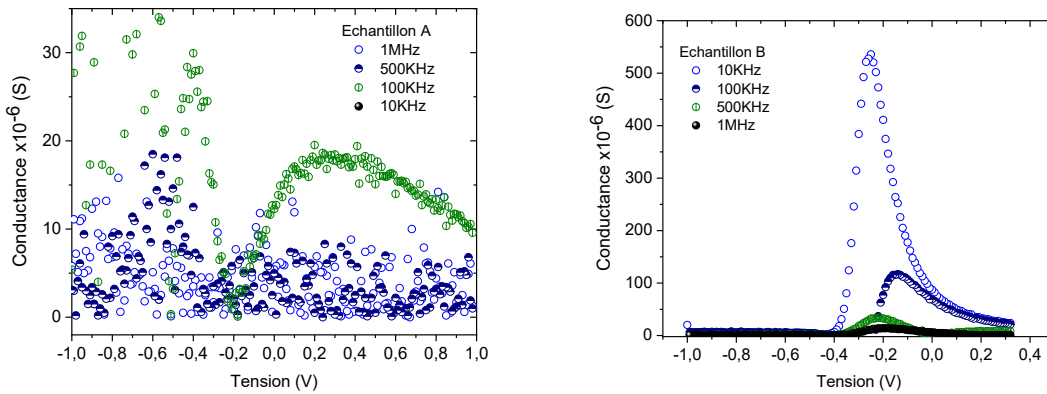 Echantillon A
1MHz
500KHz
100KHz
10KHz
Conductance x10-6 (S)
30
20
10
0
-1,0 -0,8 -0,6 -0,4 -0,2 0,0 0,2 0,4 0,6 0,8 1,0
Tension (V)
Echantillon B
10KHz
100KHz
500KHz
1MHz
Conductance x10-6 (S)
600
500
400
300
200
100
0
-1,0 -0,8 -0,6 -0,4 -0,2 0,0 0,2 0,4
Tension (V)